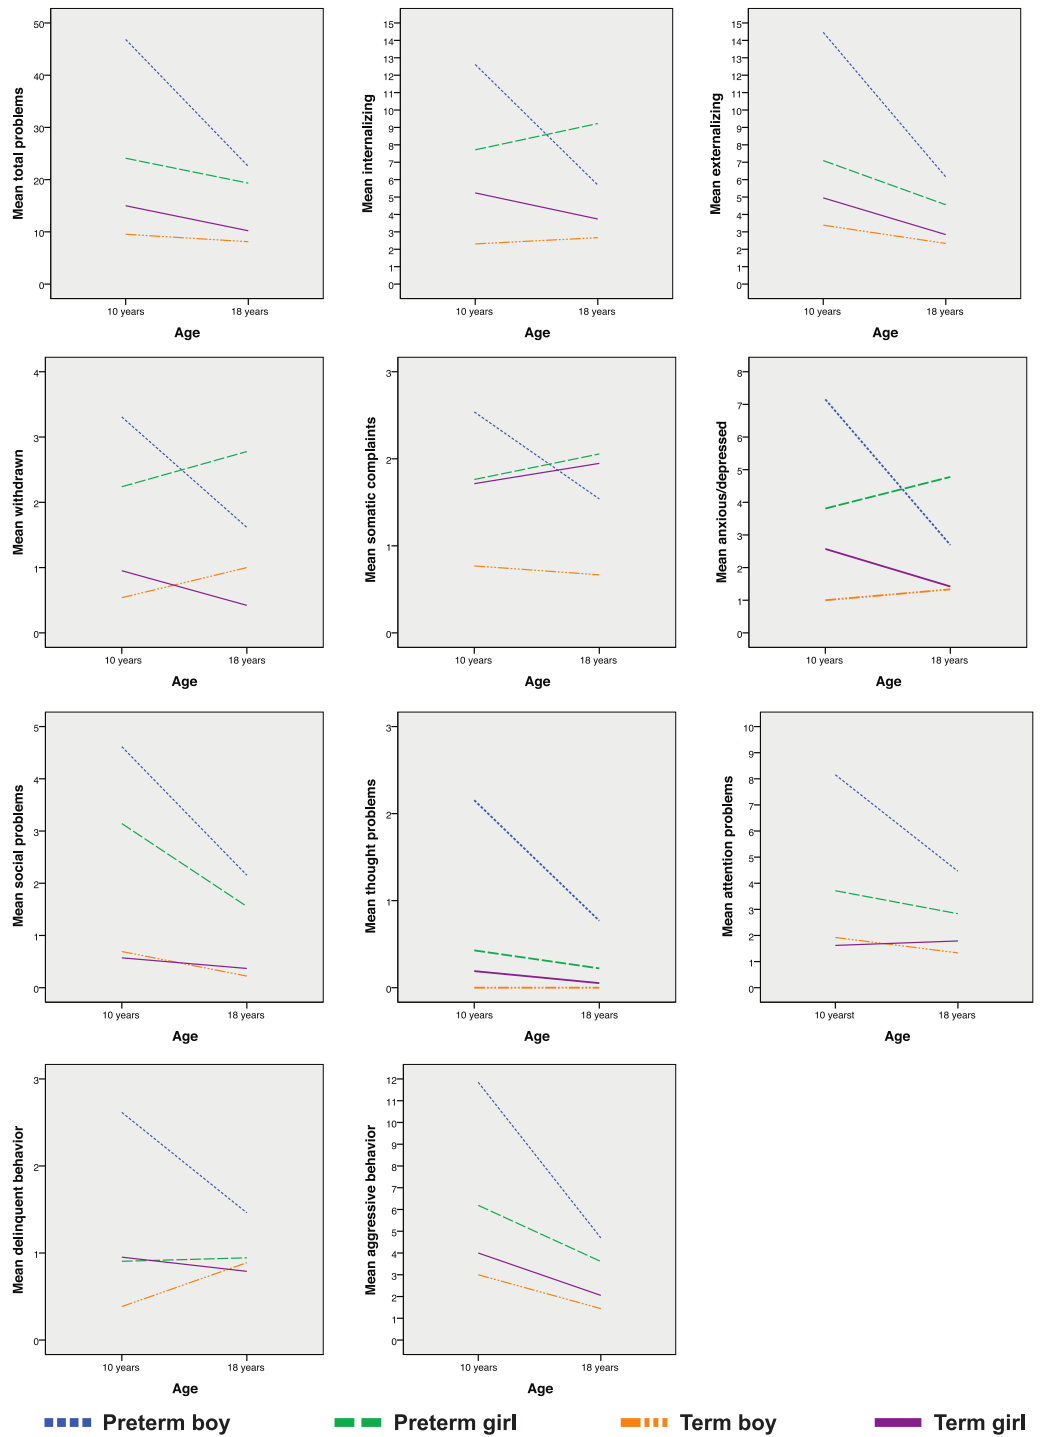 Mean total problems
50
40
30
20
10
0
10 years 18 years
Age
Mean internalizing
15
14
13
12
11
10
9
8
7
6
5
4
3
2
1
0
10 years 18 years
Age
Mean externalizing
15
14
13
12
11
10
9
8
7
6
5
4
3
2
1
0
10 years 18 years
Age
Mean withdrawn
4
3
2
1
0
10 years 18 years
Age
Mean somatic complaints
3
2
1
0
10 years 18 years
Age
Mean anxious/depressed
8
7
6
5
4
3
2
1
0
10 years 18 years
Age
Mean social problems
5
4
3
2
1
0
10 years 18 years
Age
Mean thought problems
3
2
1
0
10 years 18 years
Age
Mean attention problems
10
9
8
7
6
5
4
3
2
1
0
10 yearst 18 years
Age
Mean delinquent behavior
3
2
1
0
10 years 18 years
Age
Mean aggressive behavior
12
11
10
9
8
7
6
5
4
3
2
1
0
10 years 18 years
Age
Preterm boy Preterm girl Term boy Term girl